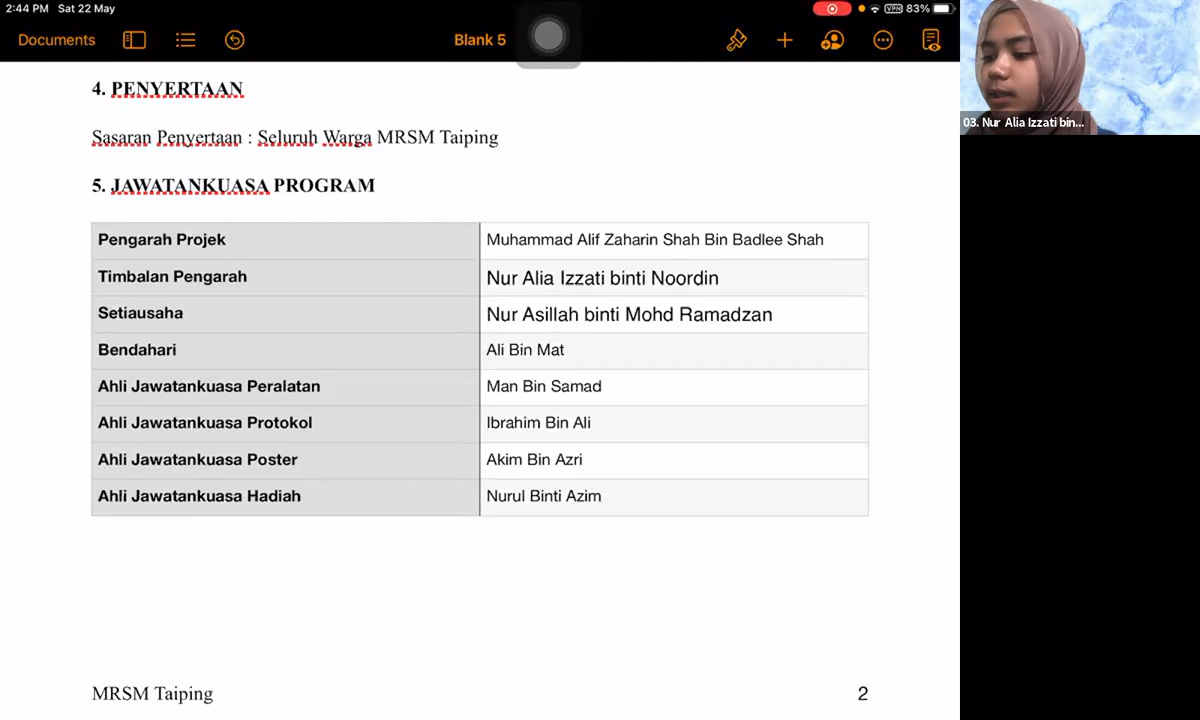 2:44 PM Sat 22 May
VPN 83%
Documents
Blank 5
4. PENYERTAAN
Sasaran Penyertaan : Seluruh Warga MRSM Taiping
5. JAWATANKUASA PROGRAM
Pengarah Projek Muhammad Alif Zaharin Shah Bin Badlee Shah
Timbalan Pengarah Nur Alia Izzati binti Noordin
Setiausaha Nur Asillah binti Mohd Ramadzan
Bendahari Ali Bin Mat
Ahli Jawatankuasa Peralatan Man Bin Samad
Ahli Jawatankuasa Protokol Ibrahim Bin Ali
Ahli Jawatankuasa Poster Akim Bin Azri
Ahli Jawatankuasa Hadiah Nurul Binti Azim
MRSM Taiping 2
03. Nur Alia Izzati bin...